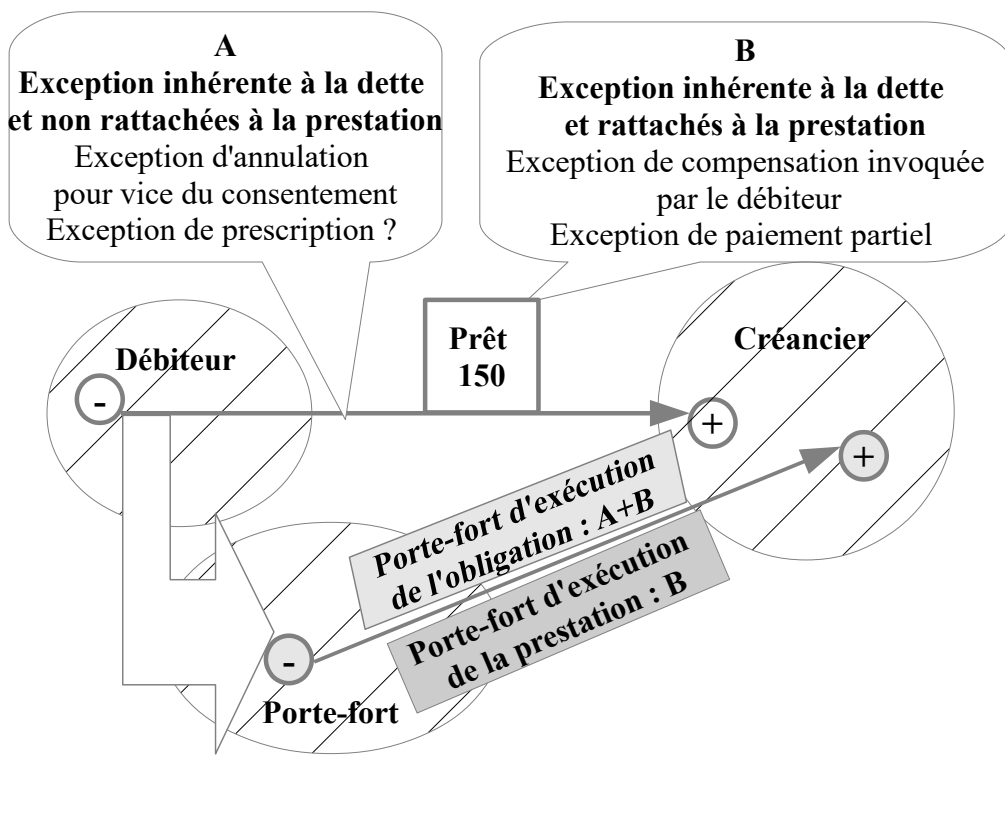 A
Exception inhérente à la dette
et non rattachées à la prestation
Exception d'annulation
pour vice du consentement
Exception de prescription ?
B
Exception inhérente à la dette
et rattachés à la prestation
Exception de compensation invoquée
par le débiteur
Exception de paiement partiel
Débiteur
-
Prêt
150
Créancier
+
+
Porte-fort d'exécution
de l'obligation : A+B
Porte-fort d'exécution
de la prestation : B
-
Porte-fort